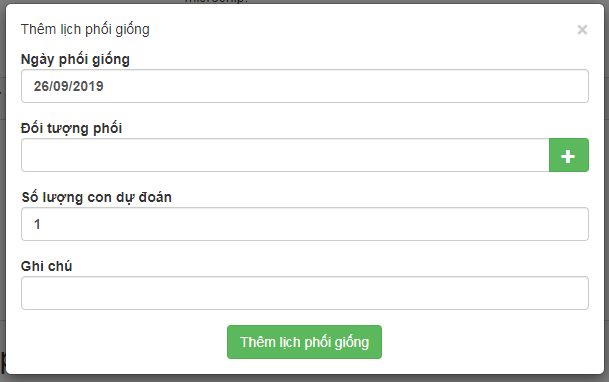 microchip.
Thêm lịch phối giống ×
Ngày phối giống
26/09/2019
Đối tượng phối
+
Số lượng con dự đoán
1
Ghi chú
Thêm lịch phối giống